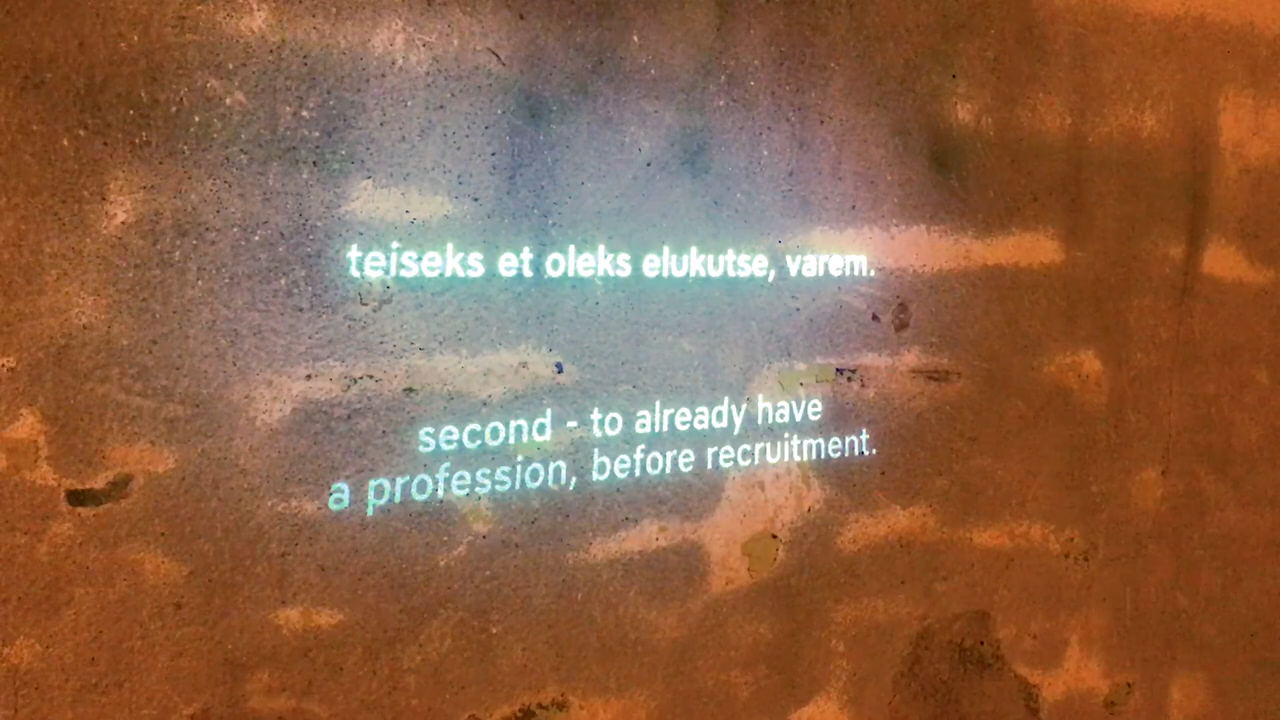 teiseks et oleks elukutse, varem.
second - to already have
a profession, before recruitment.